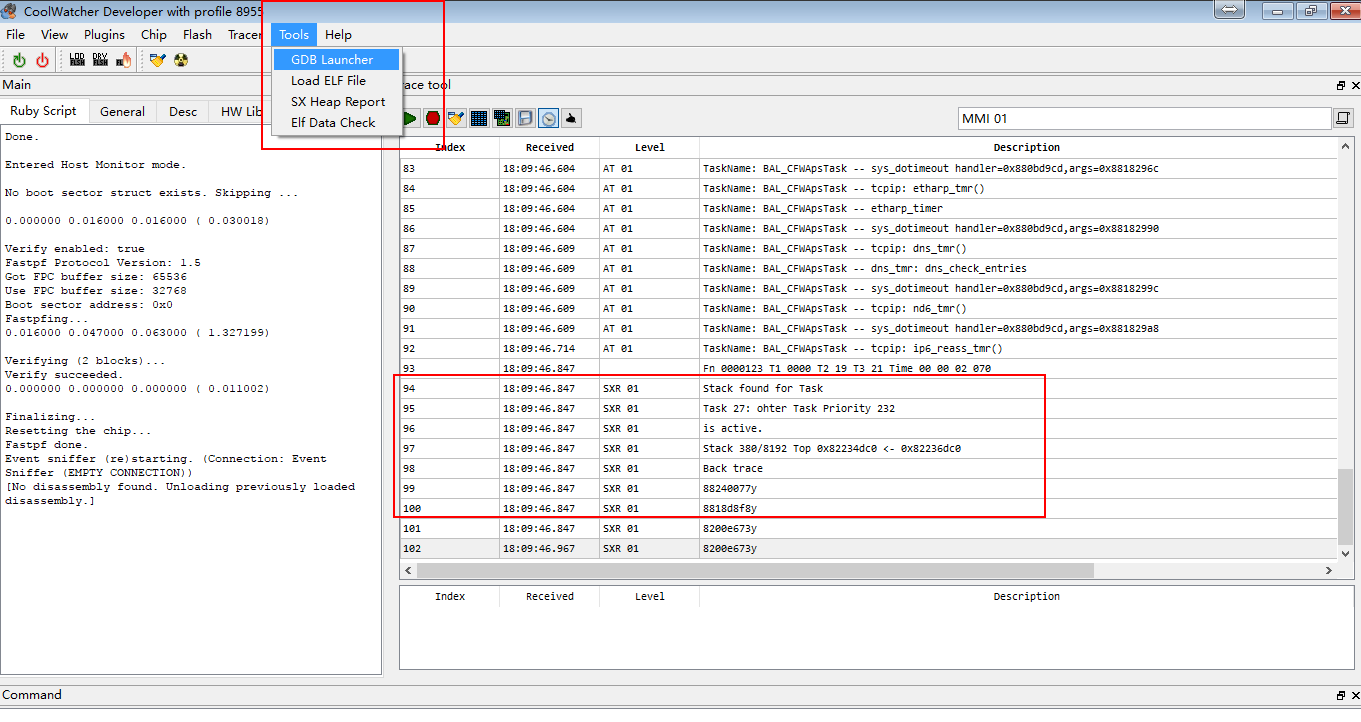 CoolWatcher Developer with profile 8955
File View Plugins Chip Flash Tracer Tools Help
GDB Launcher
Load ELF File
SX Heap Report
Elf Data Check
LOD FLSH DRV FLSH
Main
Ruby Script General Desc HW Lib
Done.
Entered Host Monitor mode.
No boot sector struct exists. Skipping ...
0.000000 0.016000 0.016000 ( 0.030018)
Verify enabled: true
Fastpf Protocol Version: 1.5
Got FPC buffer size: 65536
Use FPC buffer size: 32768
Boot sector address: 0x0
Fastpfing...
0.016000 0.047000 0.063000 ( 1.327199)
Verifying (2 blocks)...
Verify succeeded.
0.000000 0.000000 0.000000 ( 0.011002)
Finalizing...
Resetting the chip...
Fastpf done.
Event sniffer (re)starting. (Connection: Event
Sniffer (EMPTY CONNECTION))
[No disassembly found. Unloading previously loaded
disassembly.]
race tool
MMI 01
Index Received Level Description
83 18:09:46.604 AT 01 TaskName: BAL_CFWApsTask -- sys_dotimeout handler=0x880bd9cd,args=0x8818296c
84 18:09:46.604 AT 01 TaskName: BAL_CFWApsTask -- tcpip: etharp_tmr()
85 18:09:46.604 AT 01 TaskName: BAL_CFWApsTask -- etharp_timer
86 18:09:46.604 AT 01 TaskName: BAL_CFWApsTask -- sys_dotimeout handler=0x880bd9cd,args=0x88182990
87 18:09:46.609 AT 01 TaskName: BAL_CFWApsTask -- tcpip: dns_tmr()
88 18:09:46.609 AT 01 TaskName: BAL_CFWApsTask -- dns_tmr: dns_check_entries
89 18:09:46.609 AT 01 TaskName: BAL_CFWApsTask -- sys_dotimeout handler=0x880bd9cd,args=0x8818299c
90 18:09:46.609 AT 01 TaskName: BAL_CFWApsTask -- tcpip: nd6_tmr()
91 18:09:46.609 AT 01 TaskName: BAL_CFWApsTask -- sys_dotimeout handler=0x880bd9cd,args=0x881829a8
92 18:09:46.714 AT 01 TaskName: BAL_CFWApsTask -- tcpip: ip6_reass_tmr()
93 18:09:46.847 Fn 0000123 T1 0000 T2 19 T3 21 Time 00 00 02 070
94 18:09:46.847 SXR 01 Stack found for Task
95 18:09:46.847 SXR 01 Task 27: ohter Task Priority 232
96 18:09:46.847 SXR 01 is active.
97 18:09:46.847 SXR 01 Stack 380/8192 Top 0x82234dc0 <- 0x82236dc0
98 18:09:46.847 SXR 01 Back trace
99 18:09:46.847 SXR 01 88240077y
100 18:09:46.847 SXR 01 8818d8f8y
101 18:09:46.847 SXR 01 8200e673y
102 18:09:46.967 SXR 01 8200e673y
Index Received Level Description
Command